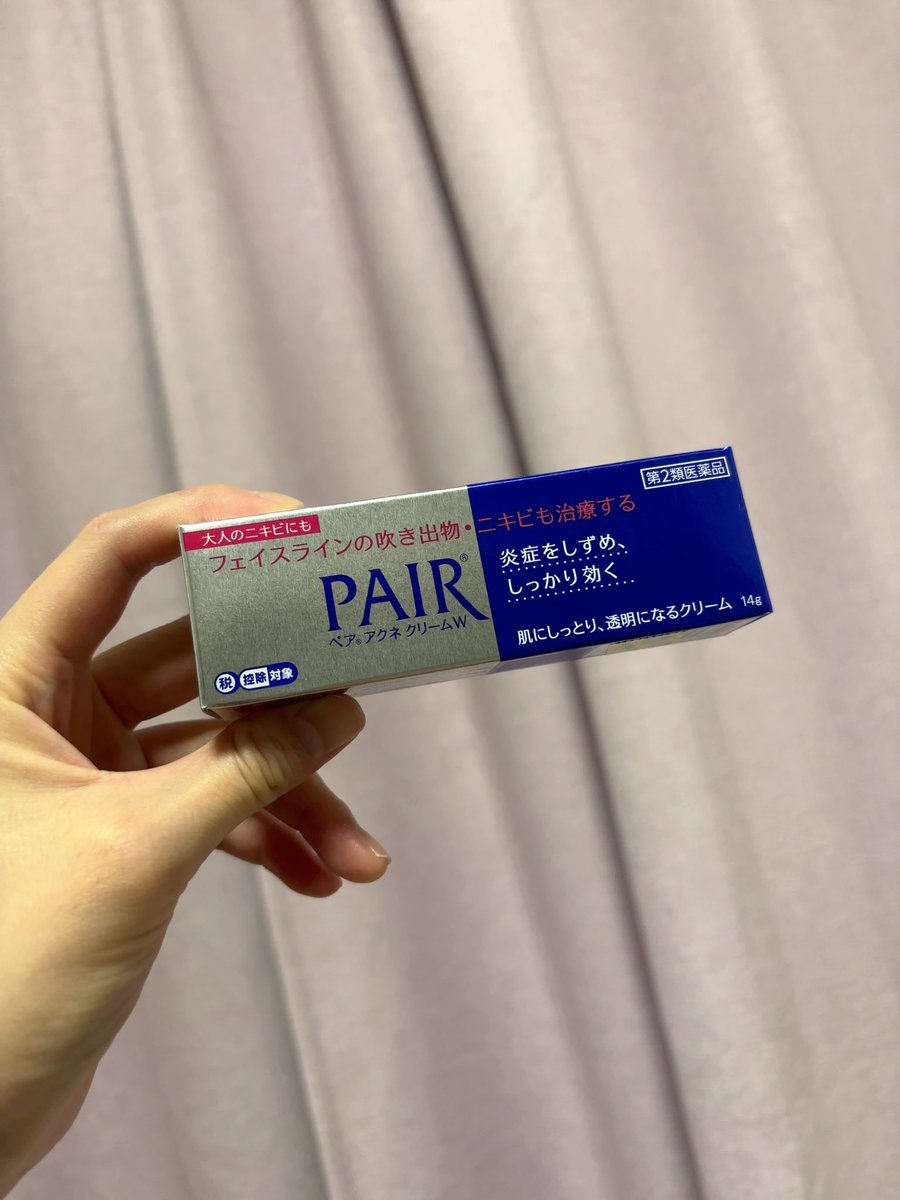 第2類医薬品
大人のニキビにも
フェイスラインの吹き出物・ニキビも治療する
PAIR®
ペア®アクネ クリームW
炎症をしずめ、
しっかり効く
肌にしっとり、透明になるクリーム 14g
税 控除対象